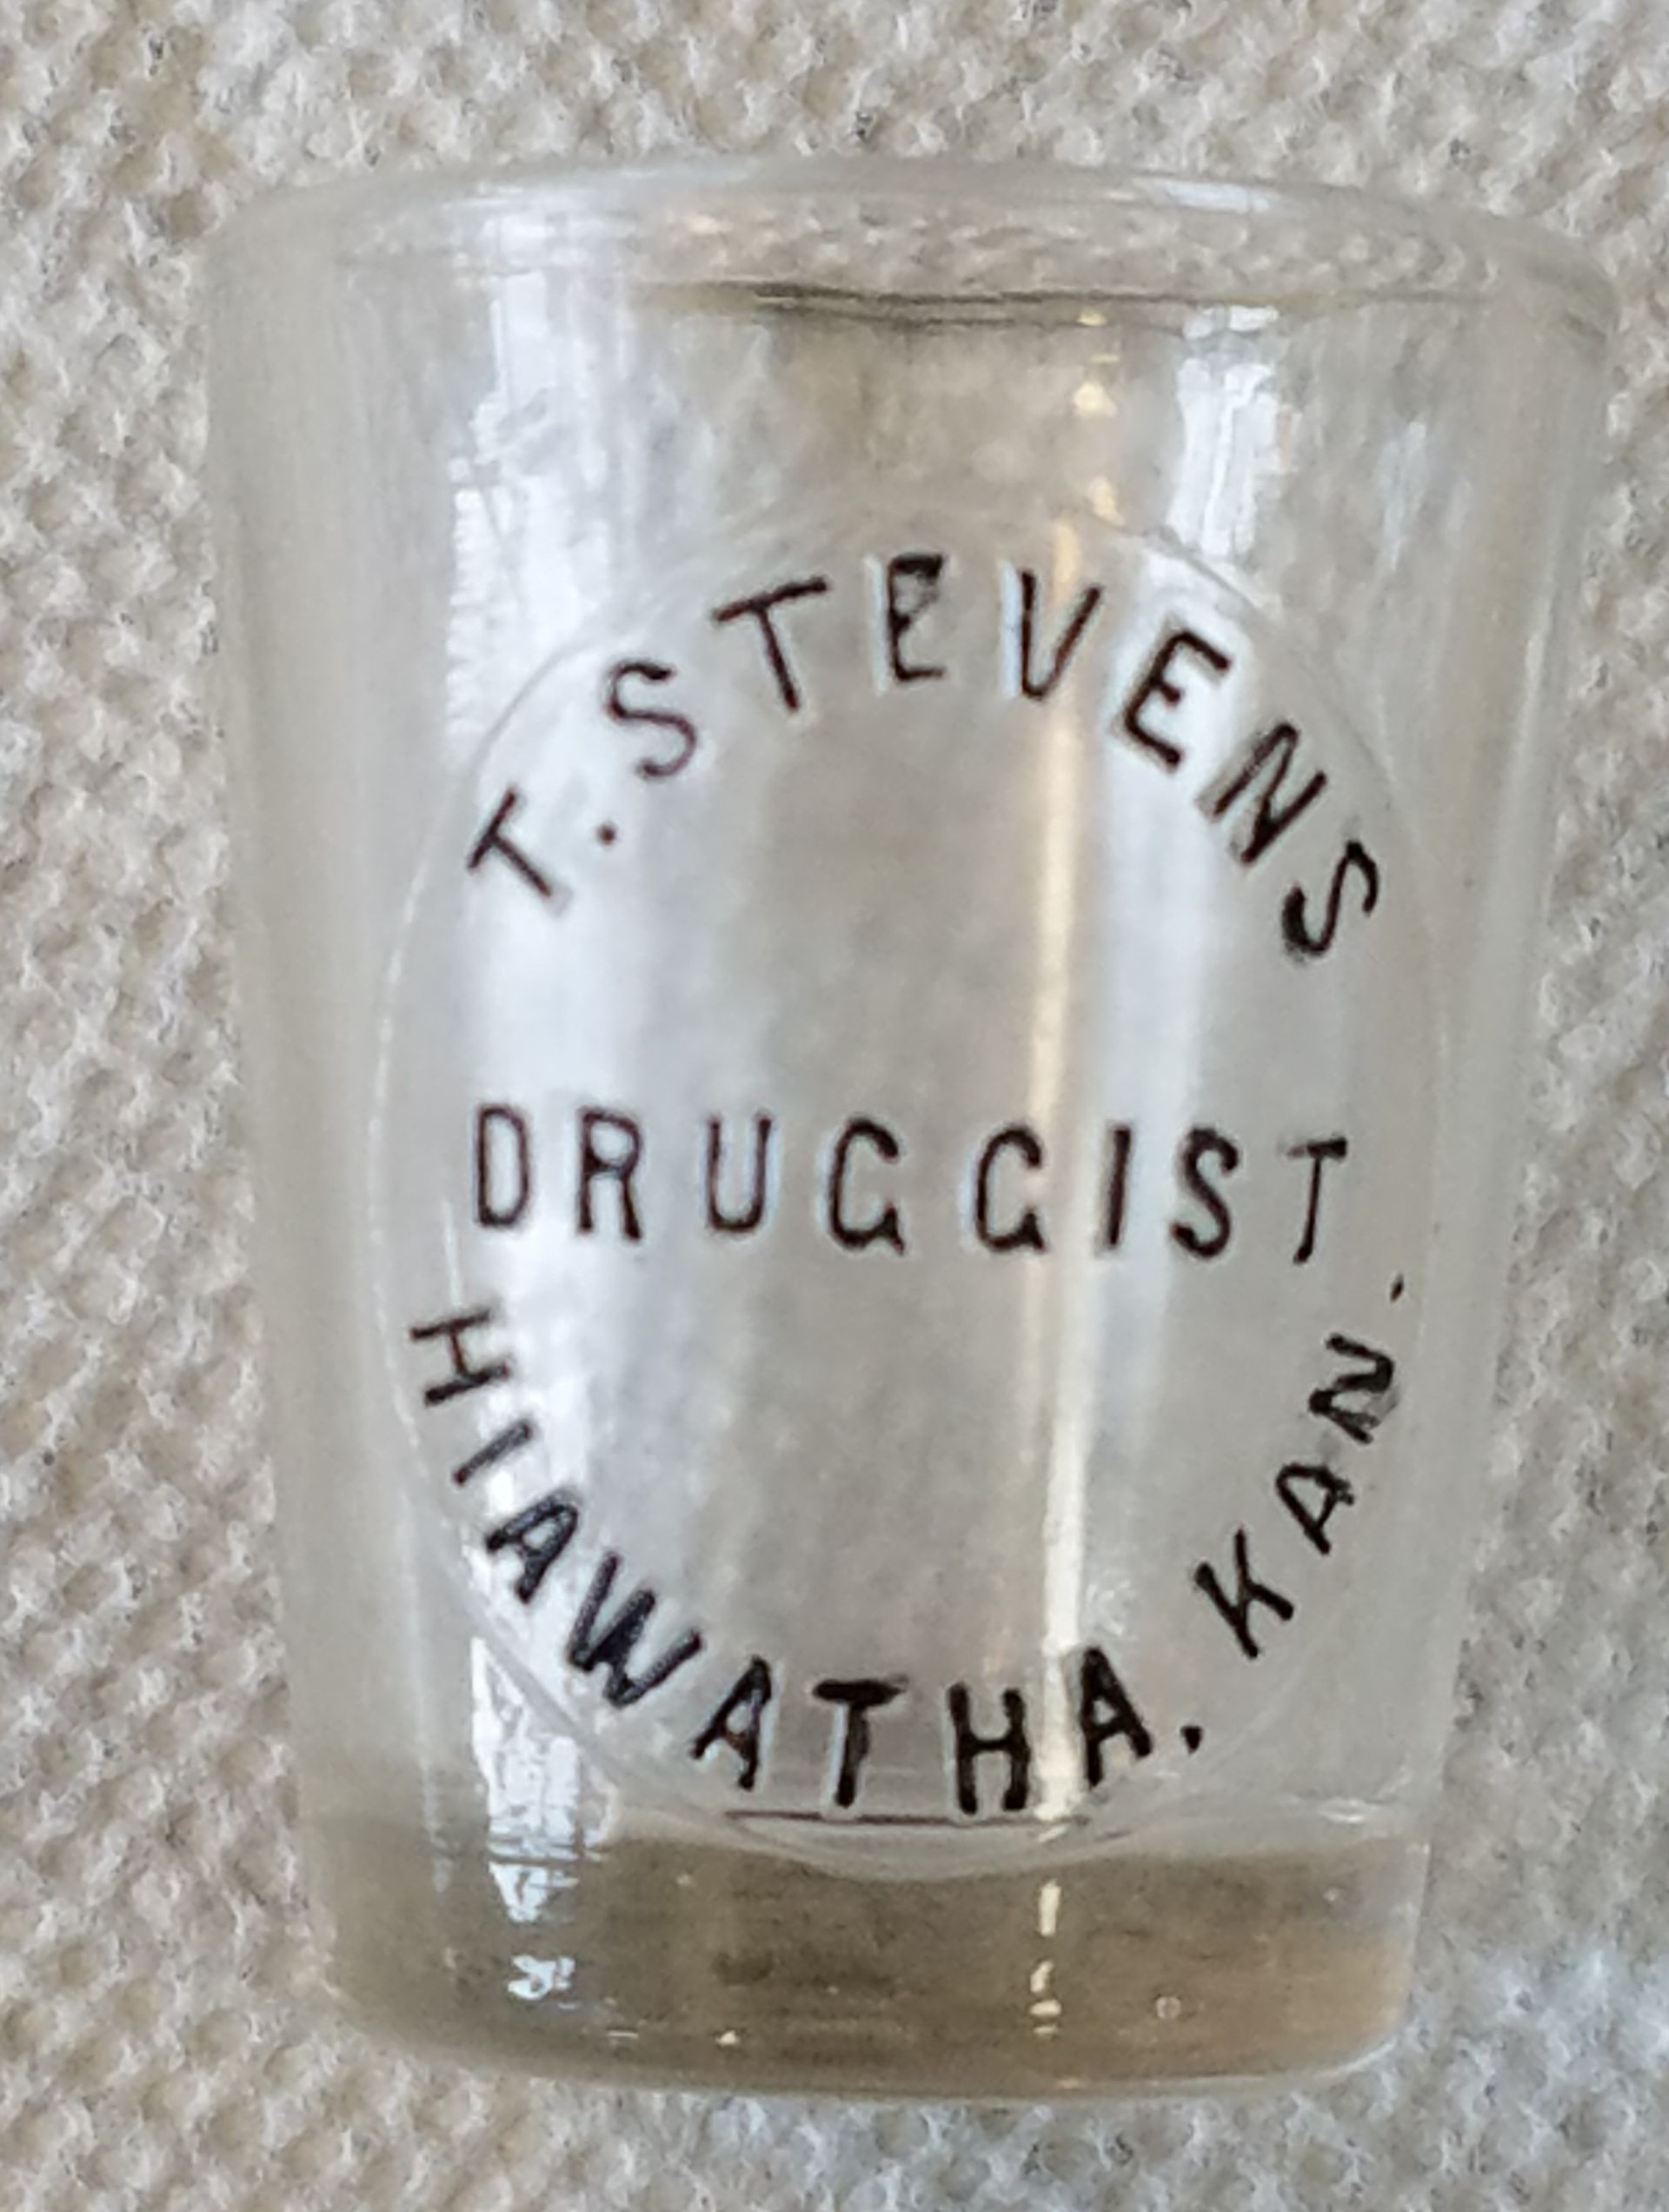 T. STEVENS
DRUGGIST
HIAWATHA. KAN.